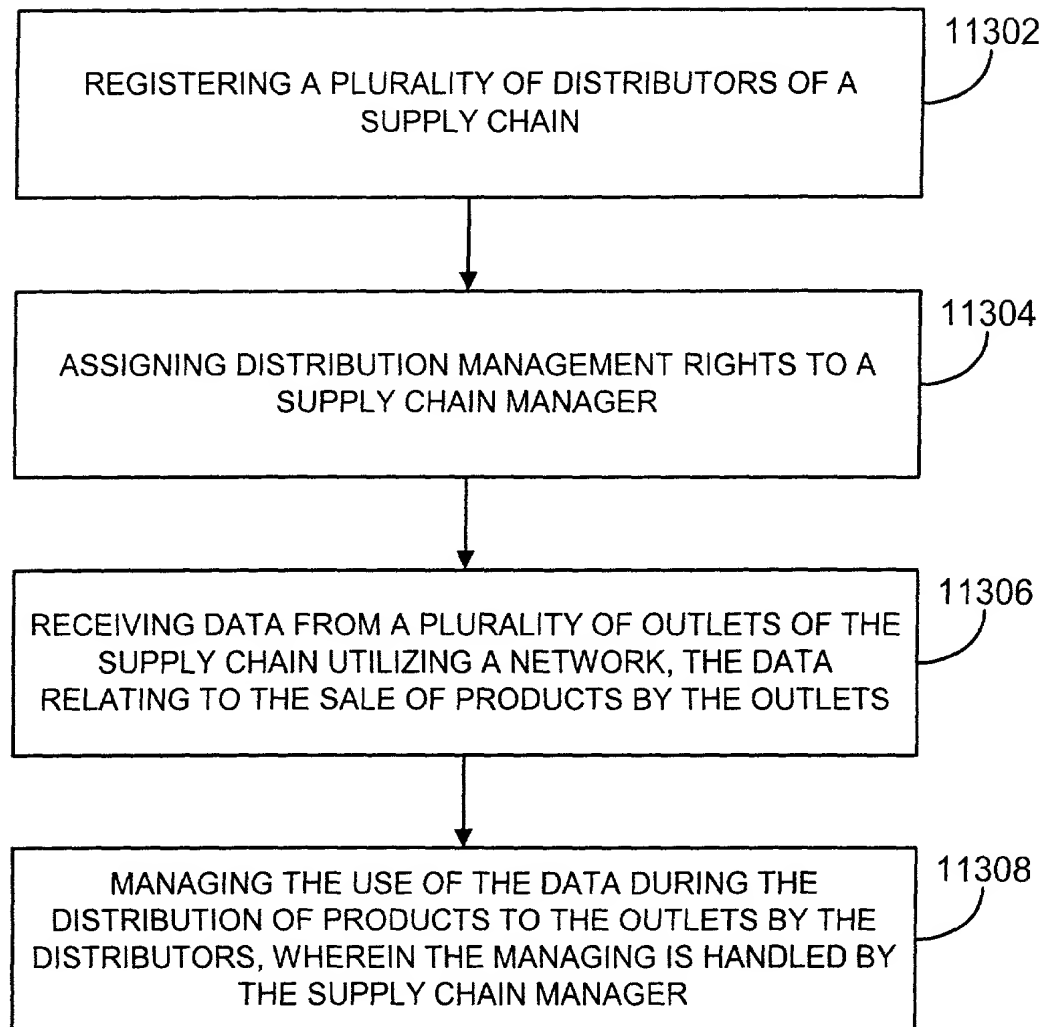 11302
REGISTERING A PLURALITY OF DISTRIBUTORS OF A
SUPPLY CHAIN
11304
ASSIGNING DISTRIBUTION MANAGEMENT RIGHTS TO A
SUPPLY CHAIN MANAGER
11306
RECEIVING DATA FROM A PLURALITY OF OUTLETS OF THE
SUPPLY CHAIN UTILIZING A NETWORK, THE DATA
RELATING TO THE SALE OF PRODUCTS BY THE OUTLETS
11308
MANAGING THE USE OF THE DATA DURING THE
DISTRIBUTION OF PRODUCTS TO THE OUTLETS BY THE
DISTRIBUTORS, WHEREIN THE MANAGING IS HANDLED BY
THE SUPPLY CHAIN MANAGER